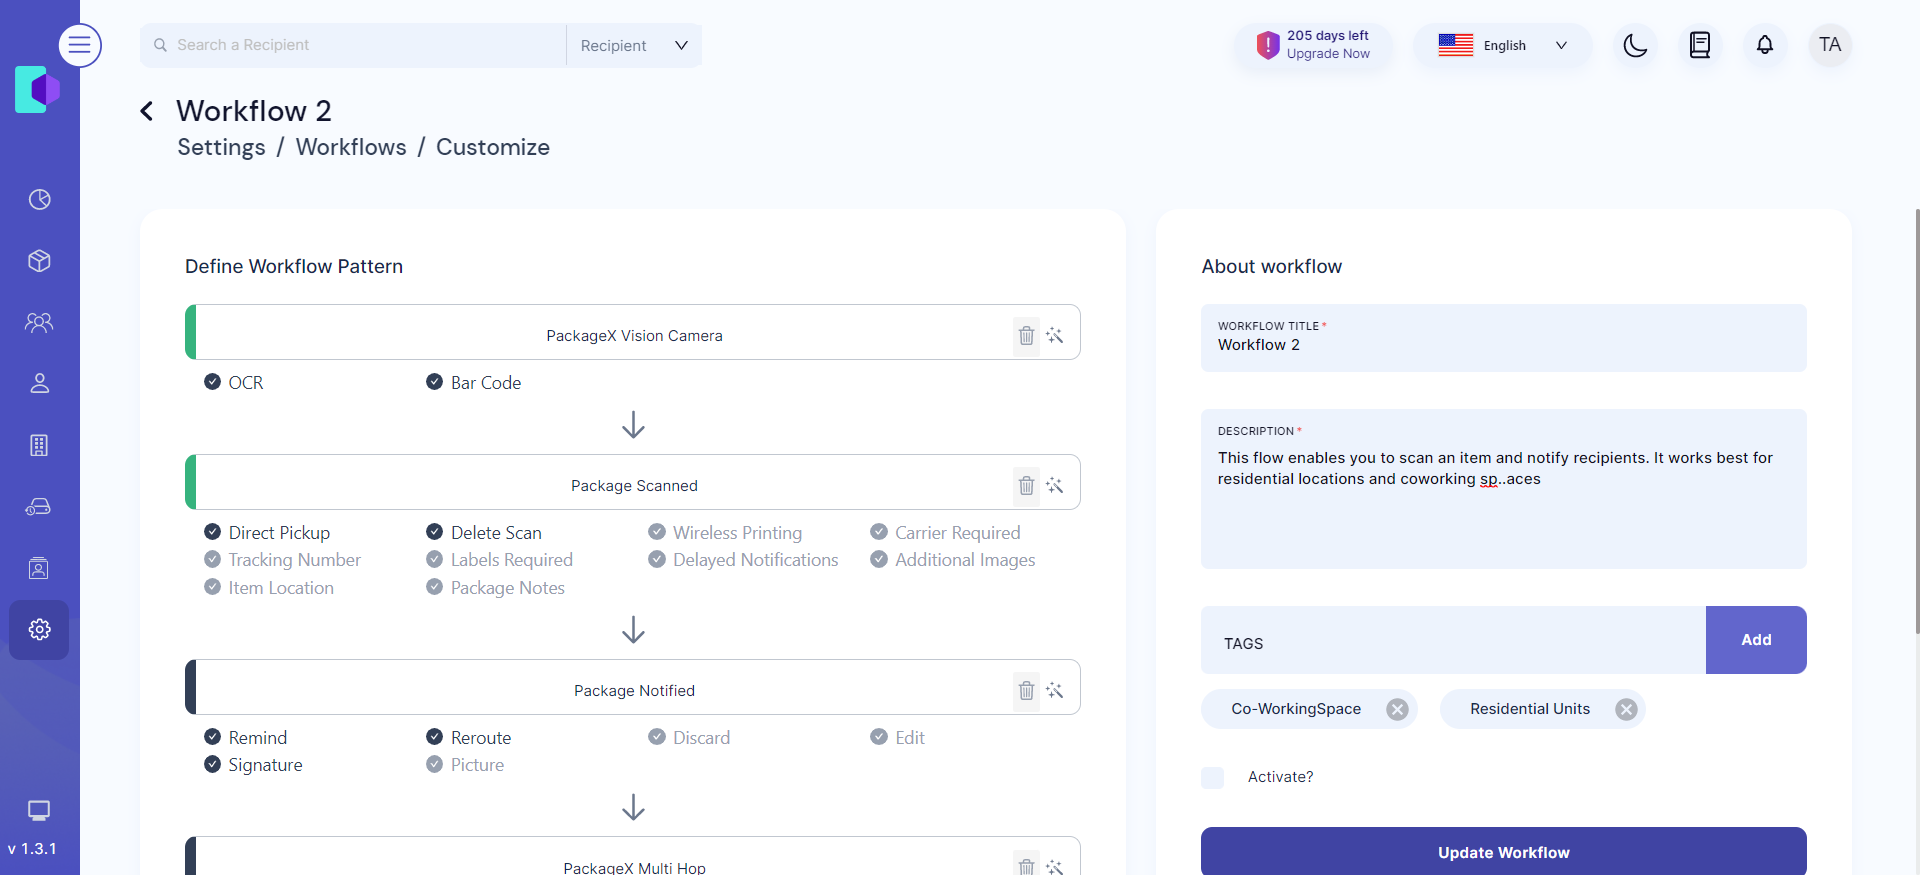 Search a Recipient
Recipient
205 days left
Upgrade Now
English
TA
Workflow 2
Settings / Workflows / Customize
Define Workflow Pattern
PackageX Vision Camera
OCR
Bar Code
Package Scanned
Direct Pickup
Delete Scan
Wireless Printing
Carrier Required
Tracking Number
Labels Required
Delayed Notifications
Additional Images
Item Location
Package Notes
Package Notified
Remind
Reroute
Discard
Edit
Signature
Picture
PackageX Multi Hop
About workflow
WORKFLOW TITLE *
Workflow 2
DESCRIPTION *
This flow enables you to scan an item and notify recipients. It works best for
residential locations and coworking sp..aces
TAGS
Add
Co-WorkingSpace
Residential Units
Activate?
Update Workflow
v 1.3.1